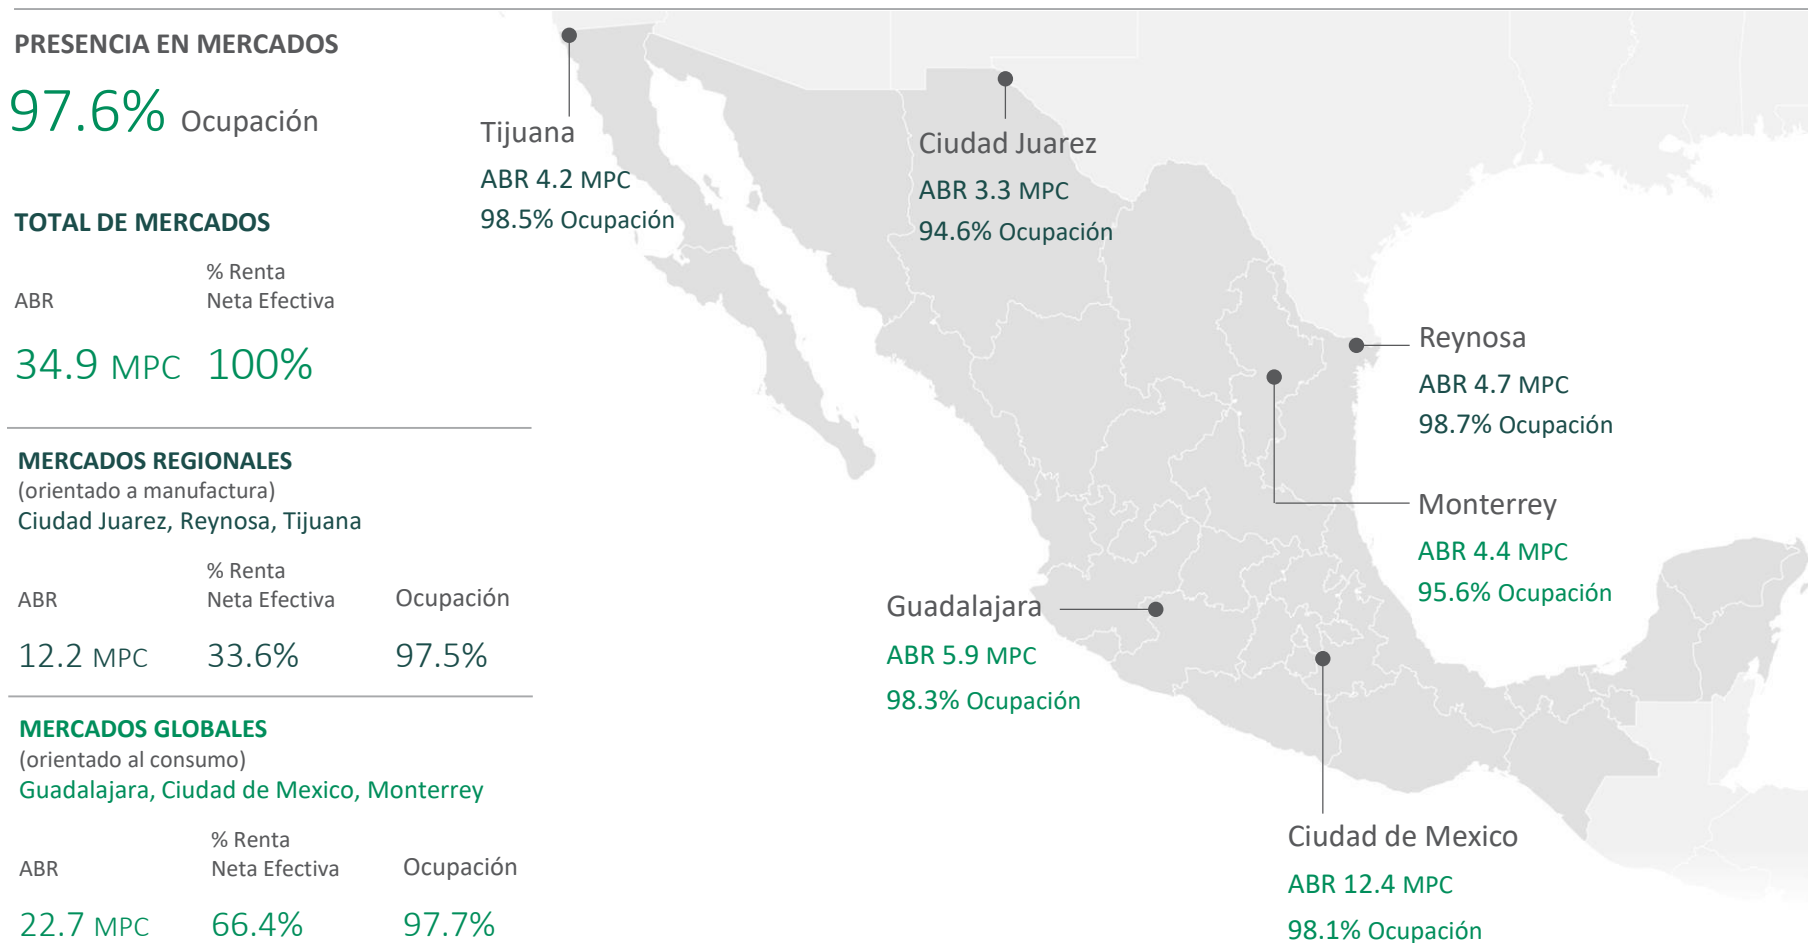 PRESENCIA EN MERCADOS
97.6% Ocupación
TOTAL DE MERCADOS
ABR
% Renta
Neta Efectiva
34.9 MPC 100%
MERCADOS REGIONALES
(orientado a manufactura)
Ciudad Juarez, Reynosa, Tijuana
ABR
% Renta
Neta Efectiva
Ocupación
12.2 MPC 33.6% 97.5%
MERCADOS GLOBALES
(orientado al consumo)
Guadalajara, Ciudad de Mexico, Monterrey
ABR
% Renta
Neta Efectiva
Ocupación
22.7 MPC 66.4% 97.7%
Tijuana
ABR 4.2 MPC
98.5% Ocupación
Ciudad Juarez
ABR 3.3 MPC
94.6% Ocupación
Reynosa
ABR 4.7 MPC
98.7% Ocupación
Monterrey
ABR 4.4 MPC
95.6% Ocupación
Guadalajara
ABR 5.9 MPC
98.3% Ocupación
Ciudad de Mexico
ABR 12.4 MPC
98.1% Ocupación